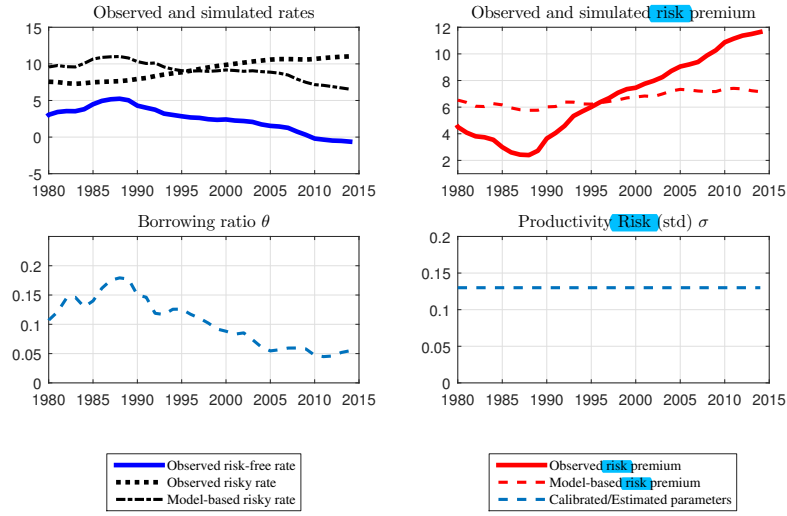 Observed and simulated rates
15
10
5
0
-5
1980 1985 1990 1995 2000 2005 2010 2015
Observed and simulated risk premium
12
10
8
6
4
2
1980 1985 1990 1995 2000 2005 2010 2015
Borrowing ratio θ
0.2
0.15
0.1
0.05
0
1980 1985 1990 1995 2000 2005 2010 2015
Productivity Risk (std) σ
0.2
0.15
0.1
0.05
0
1980 1985 1990 1995 2000 2005 2010 2015
Observed risk-free rate
Observed risky rate
Model-based risky rate
Observed risk premium
Model-based risk premium
Calibrated/Estimated parameters